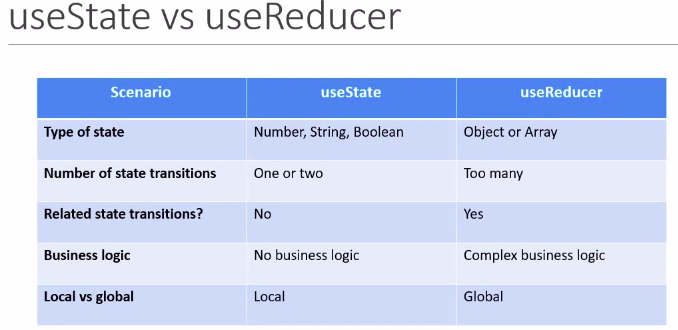 useState vs useReducer
Scenario useState useReducer
Type of state Number, String, Boolean Object or Array
Number of state transitions One or two Too many
Related state transitions? No Yes
Business logic No business logic Complex business logic
Local vs global Local Global